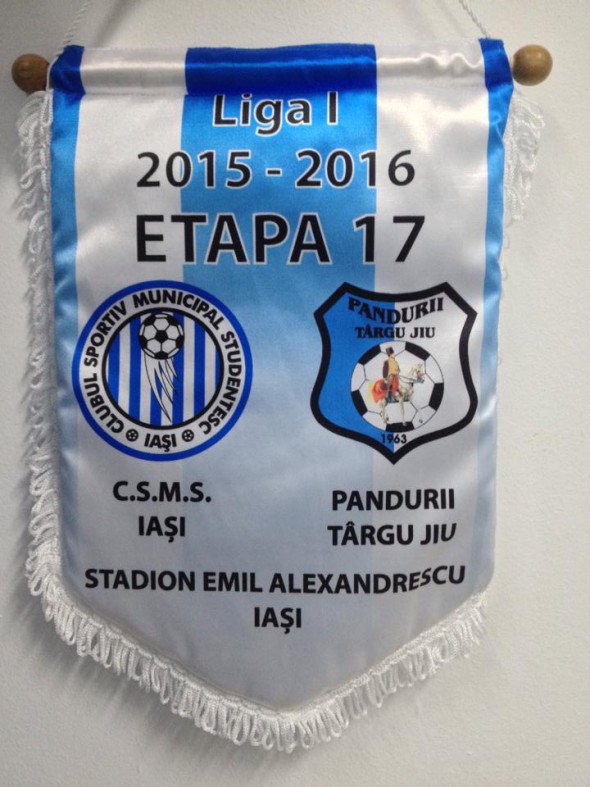 Liga I
2015 - 2016
ETAPA 17
CLUBUL SPORTIV MUNICIPAL STUDENTESC
IAȘI
PANDURII
TÂRGU JIU
1963
C.S.M.S.
IAȘI
PANDURII
TÂRGU JIU
STADION EMIL ALEXANDRESCU
IAȘI